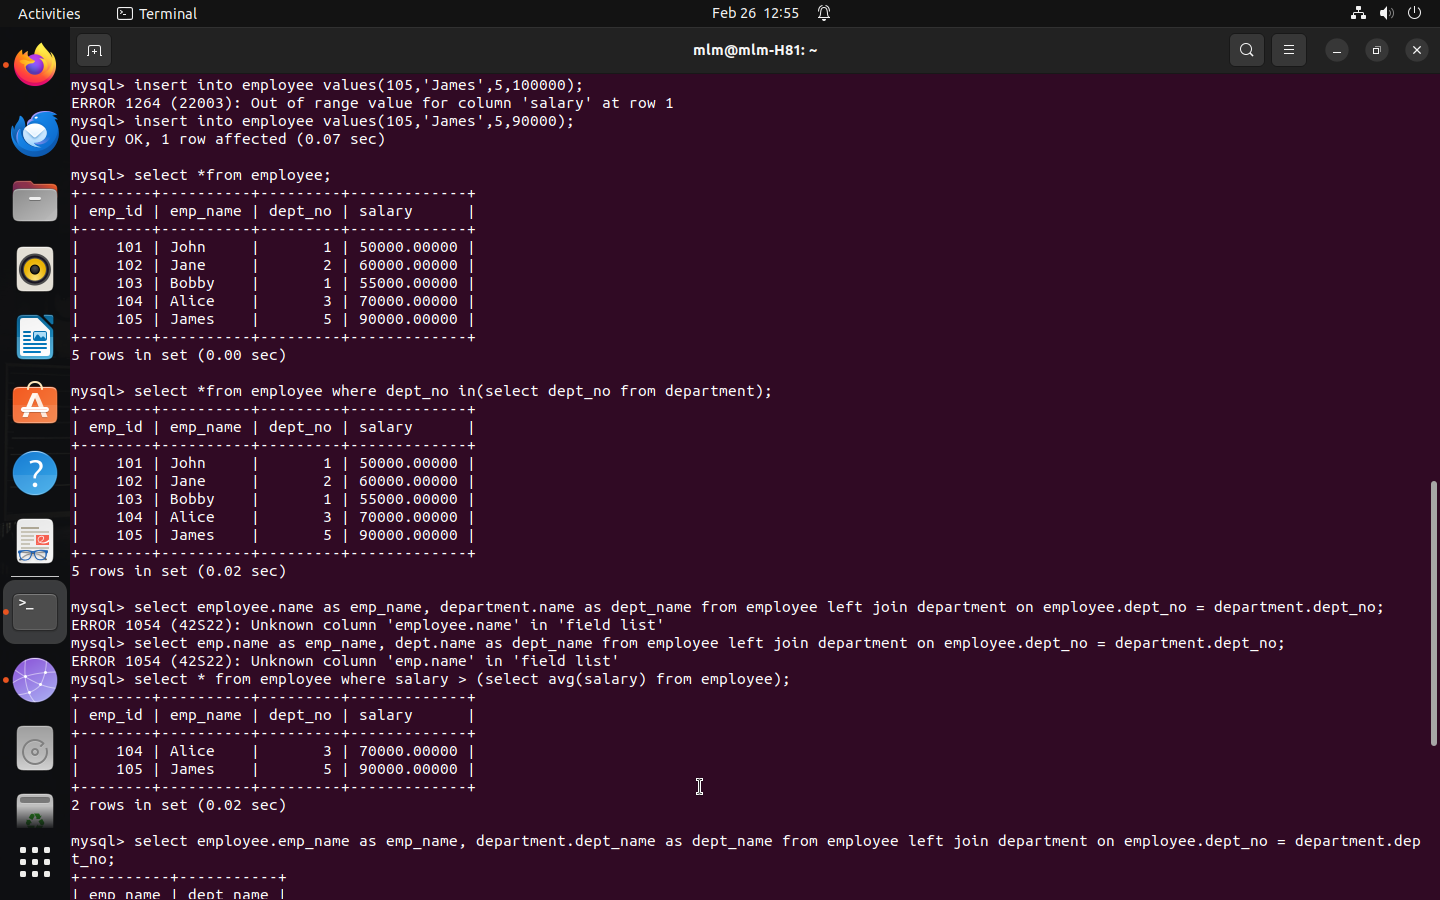 Activities Terminal Feb 26 12:55
mlm@mlm-H81: ~
mysql> insert into employee values(105,'James',5,100000);
ERROR 1264 (22003): Out of range value for column 'salary' at row 1
mysql> insert into employee values(105,'James',5,90000);
Query OK, 1 row affected (0.07 sec)
mysql> select *from employee;
+--------+----------+---------+-------------+
| emp_id | emp_name | dept_no | salary      |
+--------+----------+---------+-------------+
|    101 | John     |       1 | 50000.00000 |
|    102 | Jane     |       2 | 60000.00000 |
|    103 | Bobby    |       1 | 55000.00000 |
|    104 | Alice    |       3 | 70000.00000 |
|    105 | James    |       5 | 90000.00000 |
+--------+----------+---------+-------------+
5 rows in set (0.00 sec)
mysql> select *from employee where dept_no in(select dept_no from department);
+--------+----------+---------+-------------+
| emp_id | emp_name | dept_no | salary      |
+--------+----------+---------+-------------+
|    101 | John     |       1 | 50000.00000 |
|    102 | Jane     |       2 | 60000.00000 |
|    103 | Bobby    |       1 | 55000.00000 |
|    104 | Alice    |       3 | 70000.00000 |
|    105 | James    |       5 | 90000.00000 |
+--------+----------+---------+-------------+
5 rows in set (0.02 sec)
mysql> select employee.name as emp_name, department.name as dept_name from employee left join department on employee.dept_no = department.dept_no;
ERROR 1054 (42S22): Unknown column 'employee.name' in 'field list'
mysql> select emp.name as emp_name, dept.name as dept_name from employee left join department on employee.dept_no = department.dept_no;
ERROR 1054 (42S22): Unknown column 'emp.name' in 'field list'
mysql> select * from employee where salary > (select avg(salary) from employee);
+--------+----------+---------+-------------+
| emp_id | emp_name | dept_no | salary      |
+--------+----------+---------+-------------+
|    104 | Alice    |       3 | 70000.00000 |
|    105 | James    |       5 | 90000.00000 |
+--------+----------+---------+-------------+
2 rows in set (0.02 sec)
mysql> select employee.emp_name as emp_name, department.dept_name as dept_name from employee left join department on employee.dept_no = department.dep
t_no;
+----------+-----------+
| emp_name | dept_name |